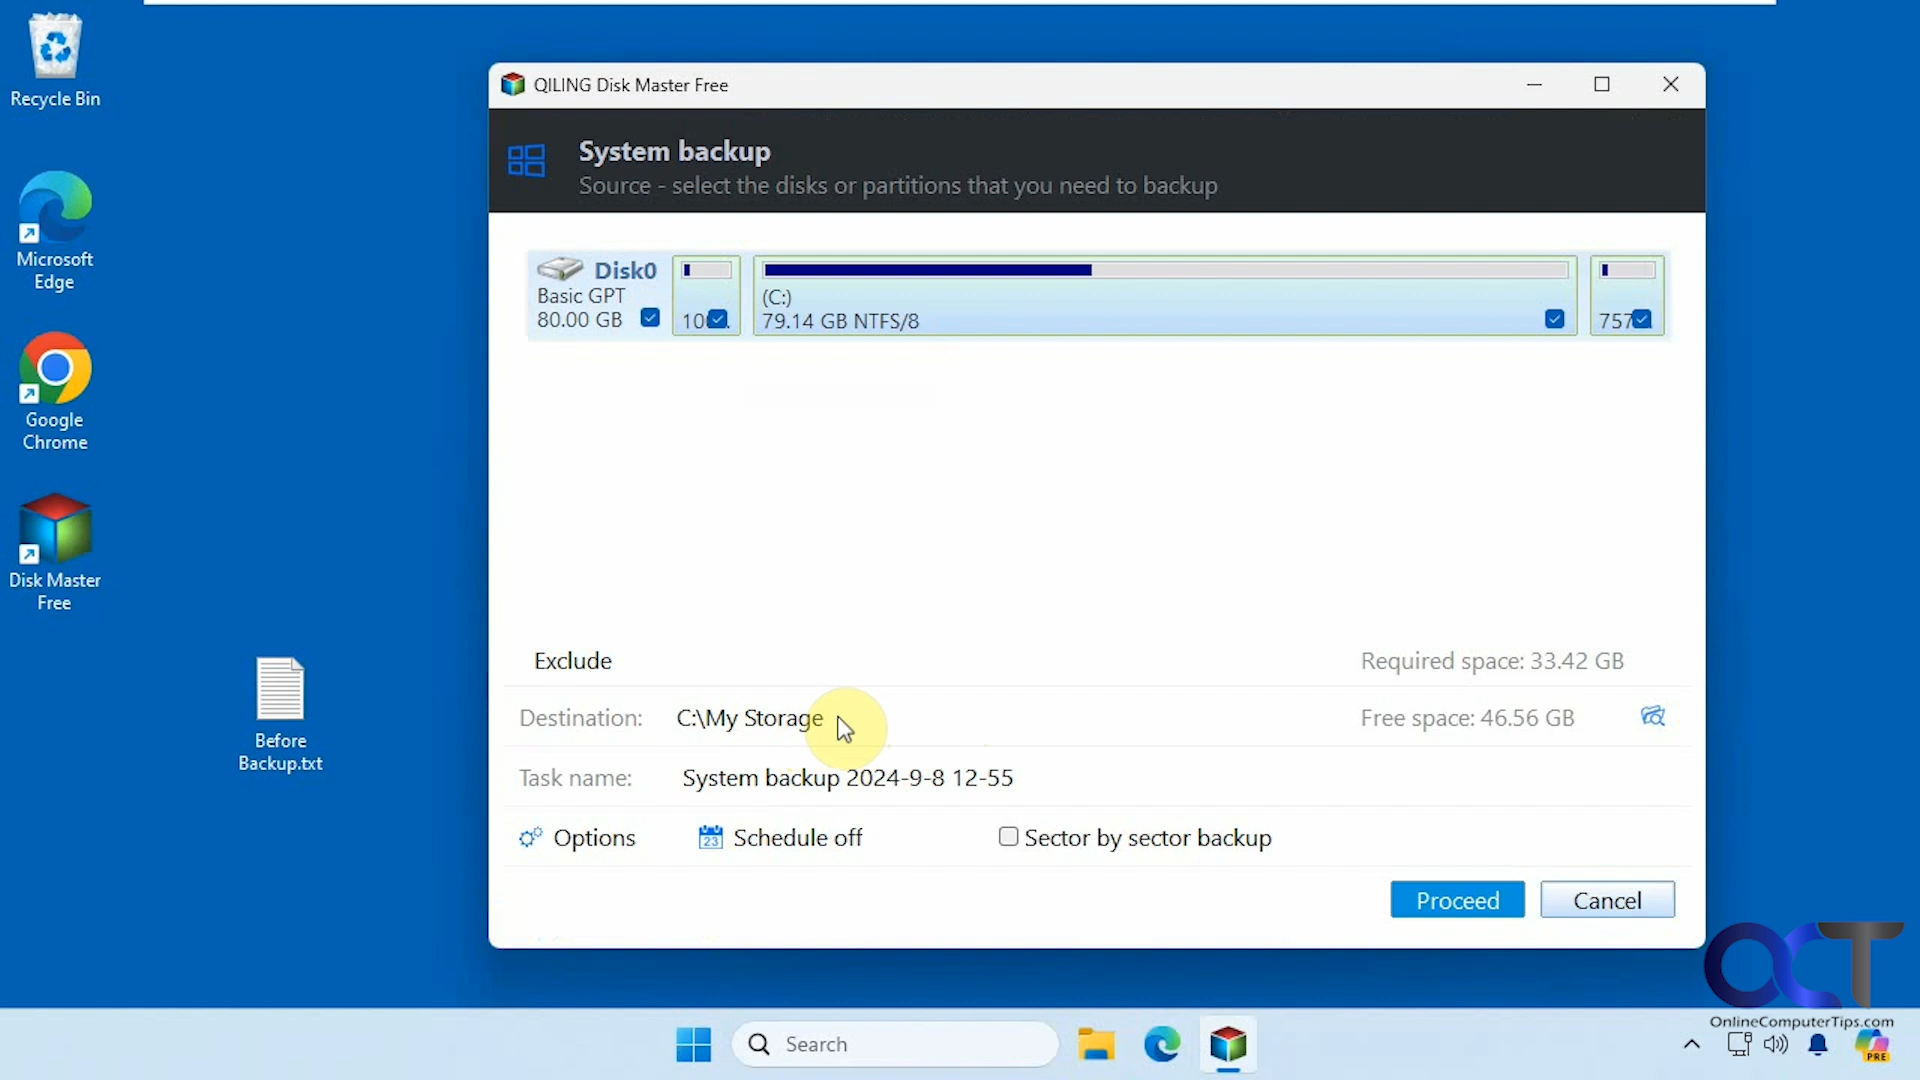 Recycle Bin
Microsoft
Edge
Google
Chrome
Disk Master
Free
Before
Backup.txt
QILING Disk Master Free
System backup
Source - select the disks or partitions that you need to backup
Disk0
Basic GPT
80.00 GB
(C:)
79.14 GB NTFS/8
757
Exclude
Required space: 33.42 GB
Destination:
C:\My Storage
Free space: 46.56 GB
Task name:
System backup 2024-9-8 12-55
Options
23
Schedule off
Sector by sector backup
Proceed
Cancel
OCT
OnlineComputerTips.com
Search
PRE